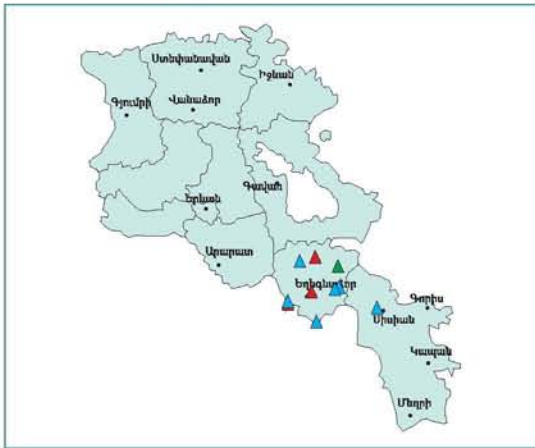 Ստեփանավան
Իջևան
Գյումրի
Վանաձոր
Գավառ
Երևան
Արարատ
Եղեգնաձոր
Գորիս
Սիսիան
Կապան
Մեղրի